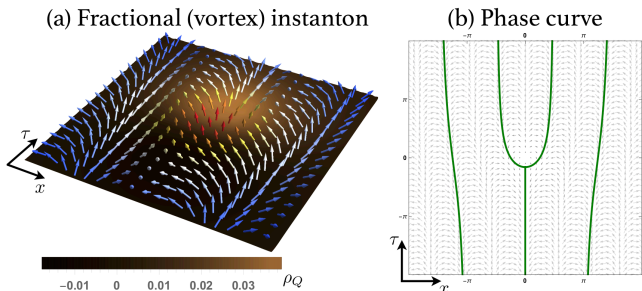 (a) Fractional (vortex) instanton
(b) Phase curve
τ
x
−0.01 0 0.01 0.02 0.03 ρQ
−π 0 π
π
0
−π
τ
x
−π 0 π